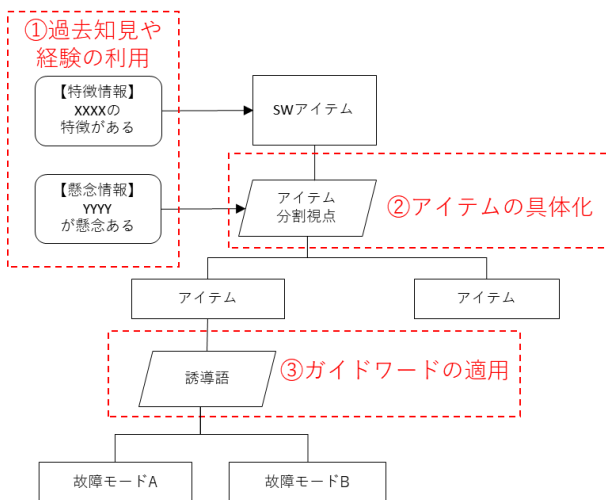 ①過去知見や
経験の利用
【特徴情報】
XXXXの
特徴がある
SWアイテム
【懸念情報】
YYYY
が懸念ある
アイテム
分割視点
②アイテムの具体化
アイテム
アイテム
誘導語
③ガイドワードの適用
故障モードA
故障モードB